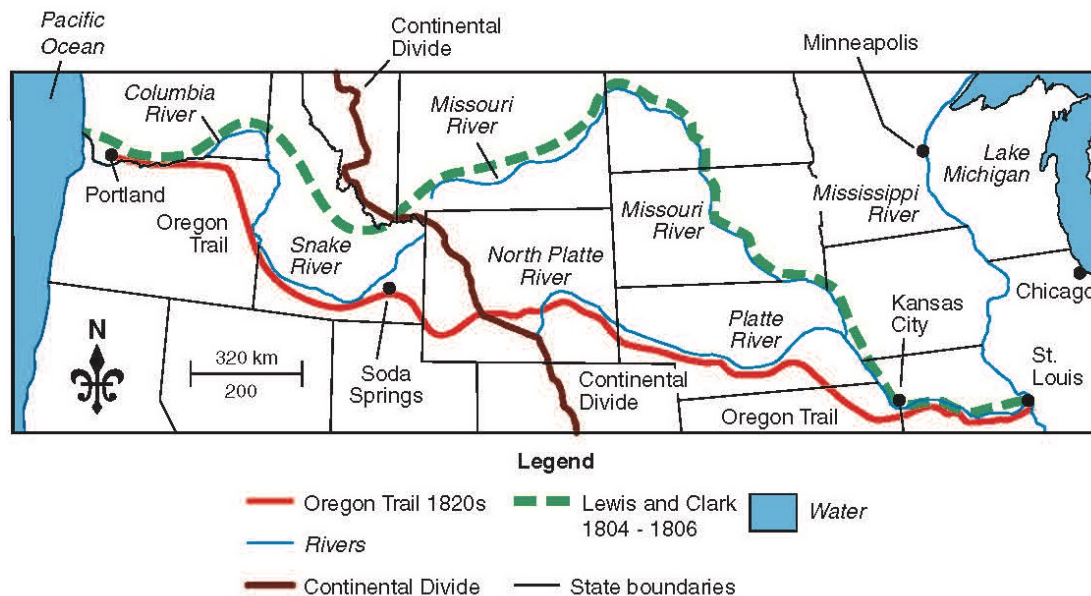 Pacific
Ocean
Continental
Divide
Minneapolis
Columbia
River
Missouri
River
Lake
Michigan
Portland
Mississippi
River
Missouri
River
Oregon
Trail
Snake
River
North Platte
River
Chicago
Kansas
City
Platte
River
N
320 km
200
St.
Louis
Soda
Springs
Continental
Divide
Oregon Trail
Legend
Oregon Trail 1820s
Lewis and Clark
1804 - 1806
Water
Rivers
Continental Divide
State boundaries